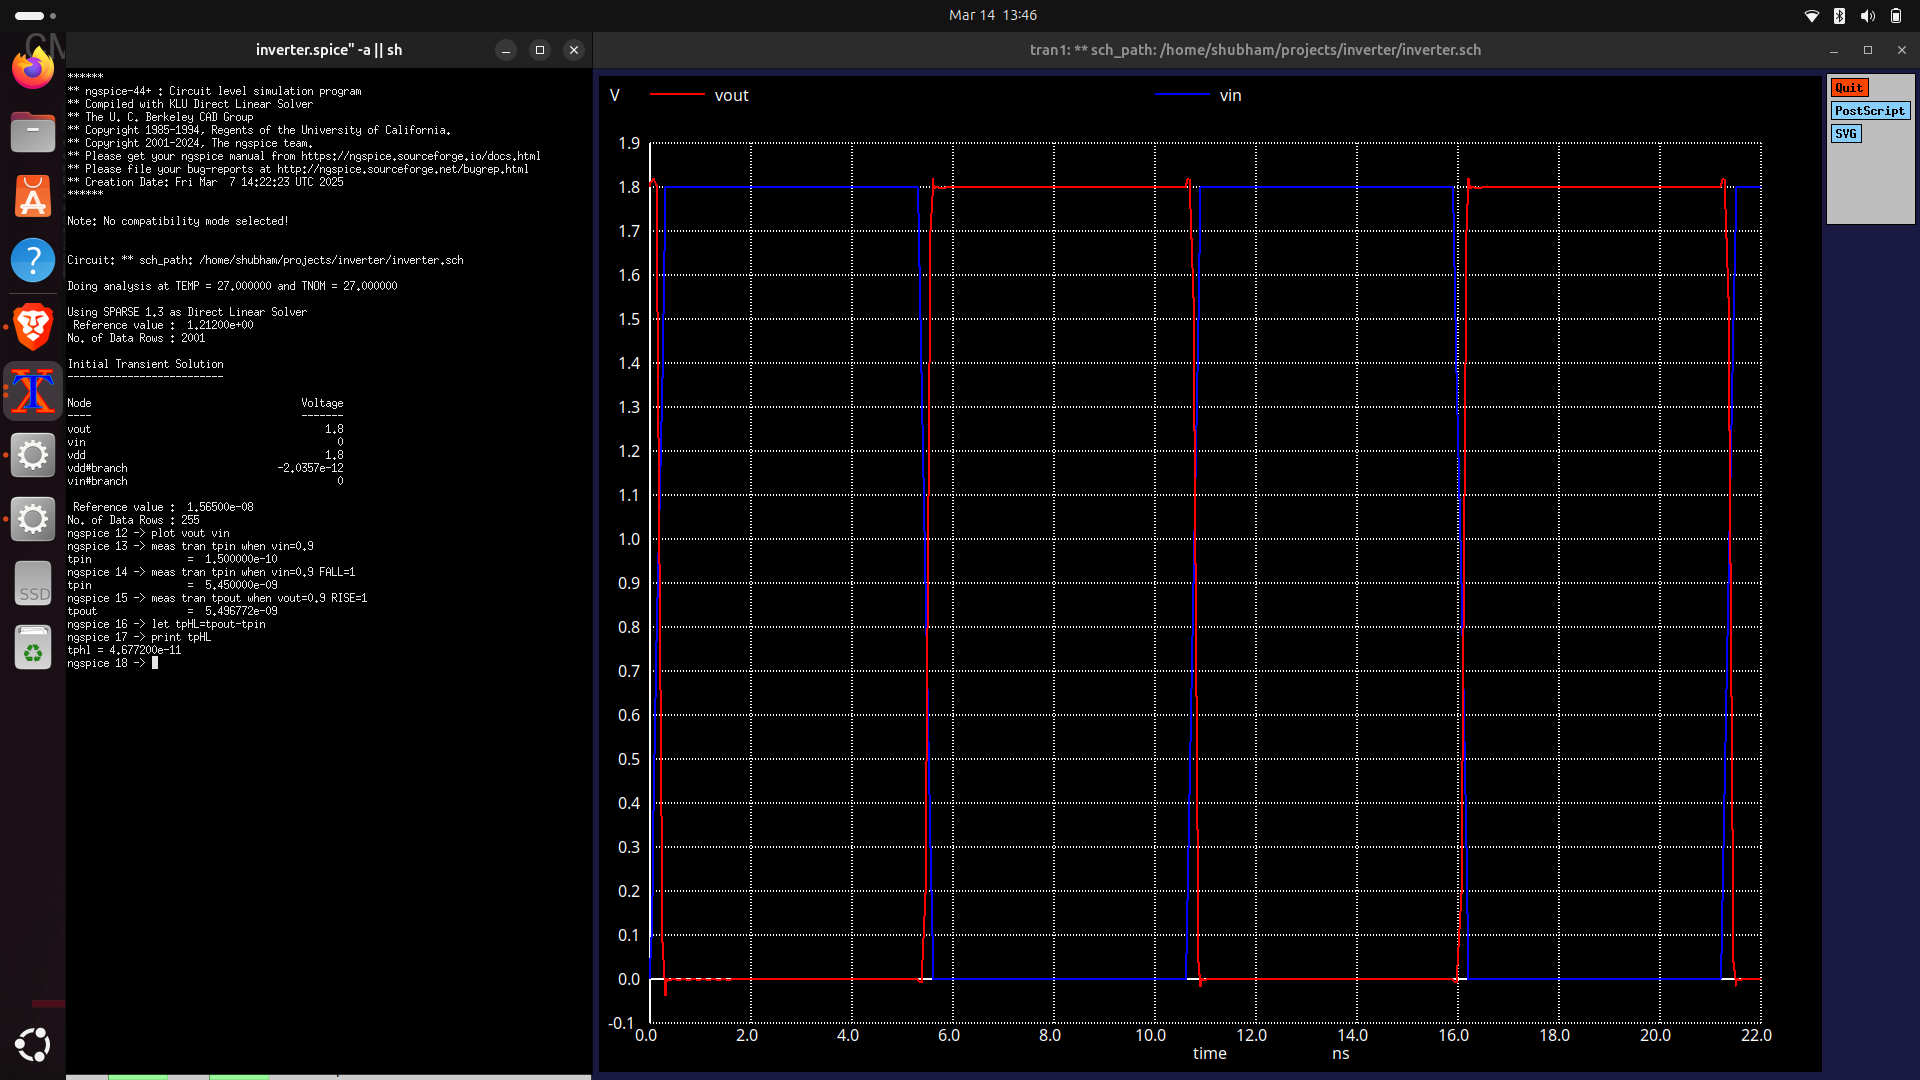 Mar 14 13:46
CM
inverter.spice" -a || sh
******
** ngspice-44+ : Circuit level simulation program
** Compiled with KLU Direct Linear Solver
** The U. C. Berkeley CAD Group
** Copyright 1985-1994, Regents of the University of California.
** Copyright 2001-2024, The ngspice team.
** Please get your ngspice manual from https://ngspice.sourceforge.io/docs.html
** Please file your bug-reports at http://ngspice.sourceforge.net/bugrep.html
** Creation Date: Fri Mar  7 14:22:23 UTC 2025
******
Note: No compatibility mode selected!
Circuit: ** sch_path: /home/shubham/projects/inverter/inverter.sch
Doing analysis at TEMP = 27.000000 and TNOM = 27.000000
Using SPARSE 1.3 as Direct Linear Solver
Reference value :  1.21200e+00
No. of Data Rows : 2001
Initial Transient Solution
--------------------------
Node Voltage
---- -------
vout 1.8
vin 0
vdd 1.8
vdd#branch -2.0357e-12
vin#branch 0
Reference value :  1.56500e-08
No. of Data Rows : 255
ngspice 12 -> plot vout vin
ngspice 13 -> meas tran tpin when vin=0.9
tpin =  1.500000e-10
ngspice 14 -> meas tran tpin when vin=0.9 FALL=1
tpin =  5.450000e-09
ngspice 15 -> meas tran tpout when vout=0.9 RISE=1
tpout =  5.496772e-09
ngspice 16 -> let tpHL=tpout-tpin
ngspice 17 -> print tpHL
tphl = 4.677200e-11
ngspice 18 ->
SSD
tran1: ** sch_path: /home/shubham/projects/inverter/inverter.sch
V vout vin
1.9
1.8
1.7
1.6
1.5
1.4
1.3
1.2
1.1
1.0
0.9
0.8
0.7
0.6
0.5
0.4
0.3
0.2
0.1
0.0
-0.1
0.0 2.0 4.0 6.0 8.0 10.0 12.0 14.0 16.0 18.0 20.0 22.0
time ns
Quit
PostScript
SVG